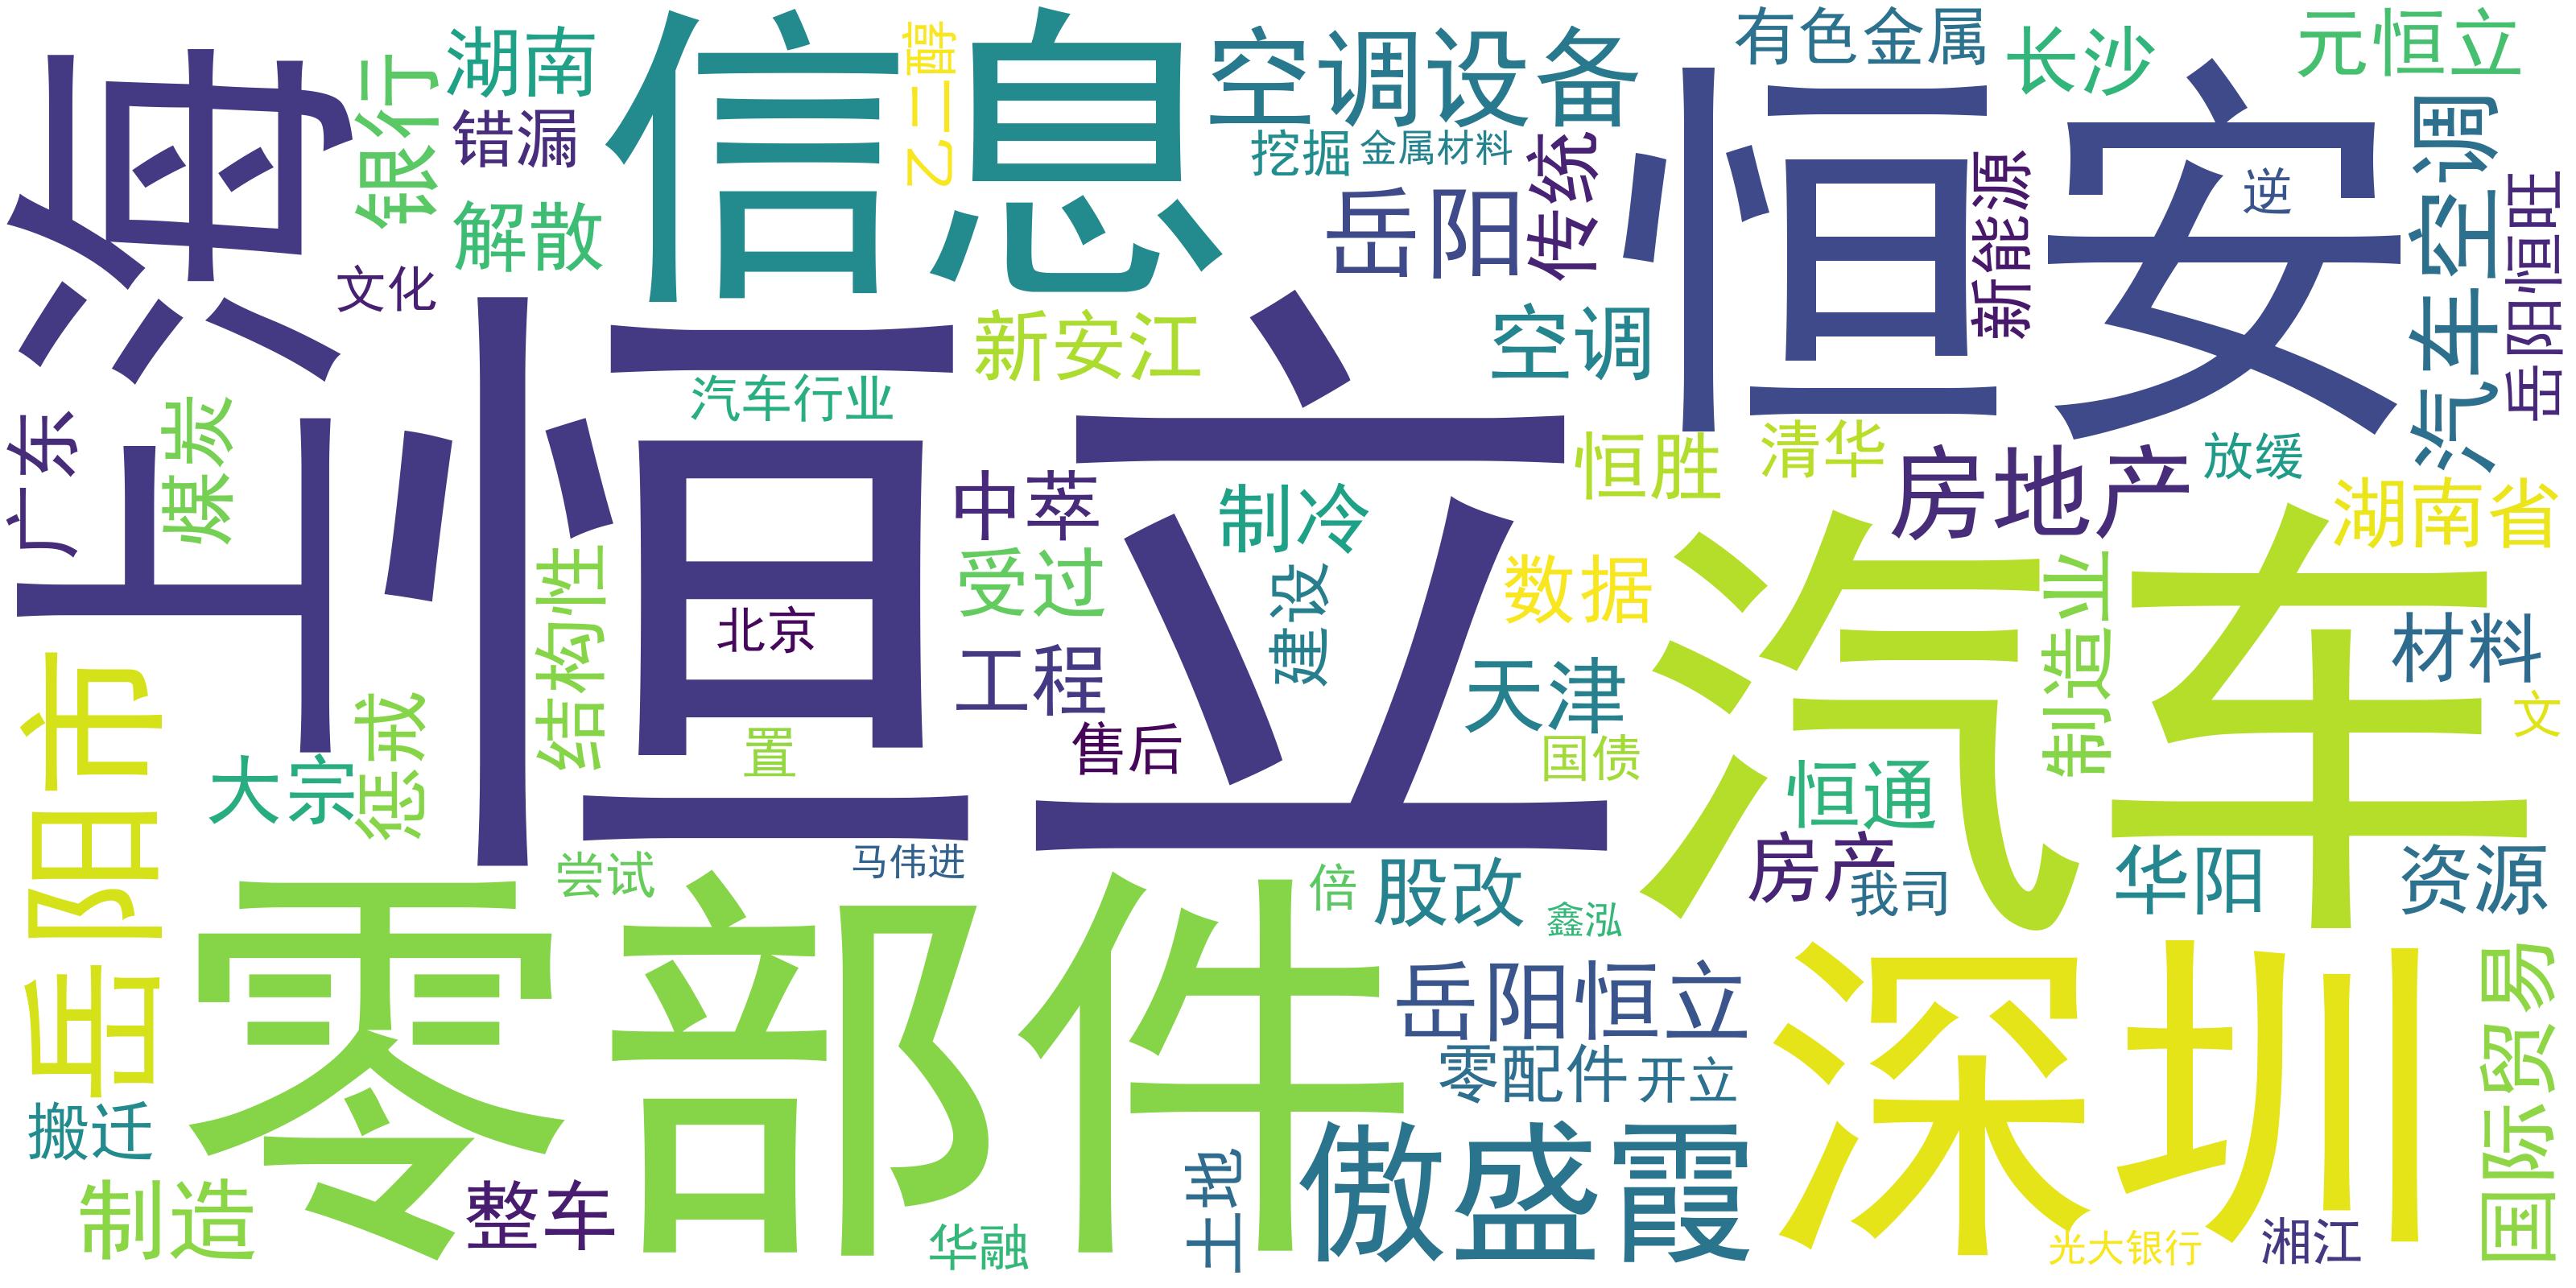 上海
银行
湖南
错漏
解散
文化
信息
乙二醇
空调设备
挖掘
金属材料
有色金属
长沙
元恒立
岳阳
传统
恒安
新能源
逆
汽车空调
岳阳恒旺
新安江
空调
恒立
汽车行业
广东
煤炭
结构性
北京
中萃
受过
工程
售后
制冷
建设
恒胜
清华
房地产
放缓
湖南省
数据
天津
国债
汽车
制造业
材料
文
岳阳市
大宗
惩戒
置
尝试
马伟进
倍
股改
鑫泓
恒通
房产
我司
华阳
资源
零部件
岳阳恒立
零配件
开立
深圳
国际贸易
搬迁
制造
整车
华融
土地
傲盛霞
光大银行
湘江